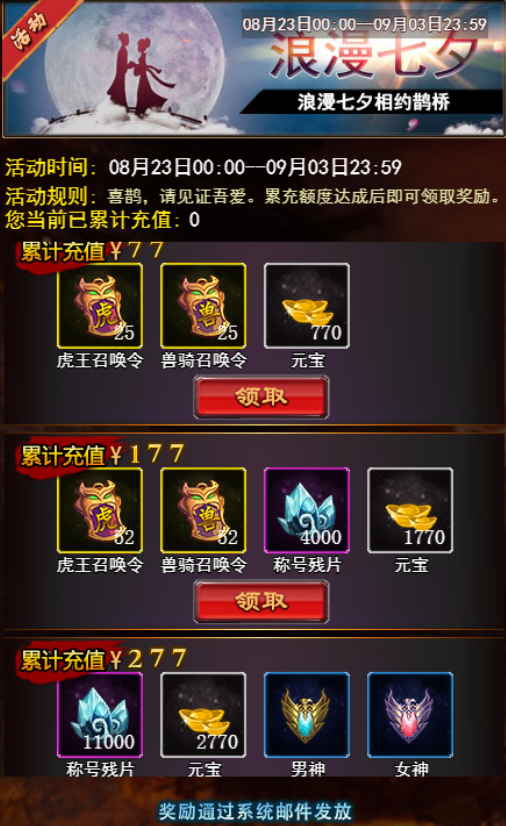 活动
08月23日00:00--09月03日23:59
浪漫七夕
浪漫七夕相约鹊桥
活动时间: 08月23日00:00--09月03日23:59
活动规则: 喜鹊，请见证吾爱。累充额度达成后即可领取奖励。
您当前已累计充值: 0
累计充值¥77
虎 25 兽 25 770
虎王召唤令 兽骑召唤令 元宝
领取
累计充值¥177
虎 52 兽 52 4000 1770
虎王召唤令 兽骑召唤令 称号残片 元宝
领取
累计充值¥277
11000 2770
称号残片 元宝 男神 女神
奖励通过系统邮件发放